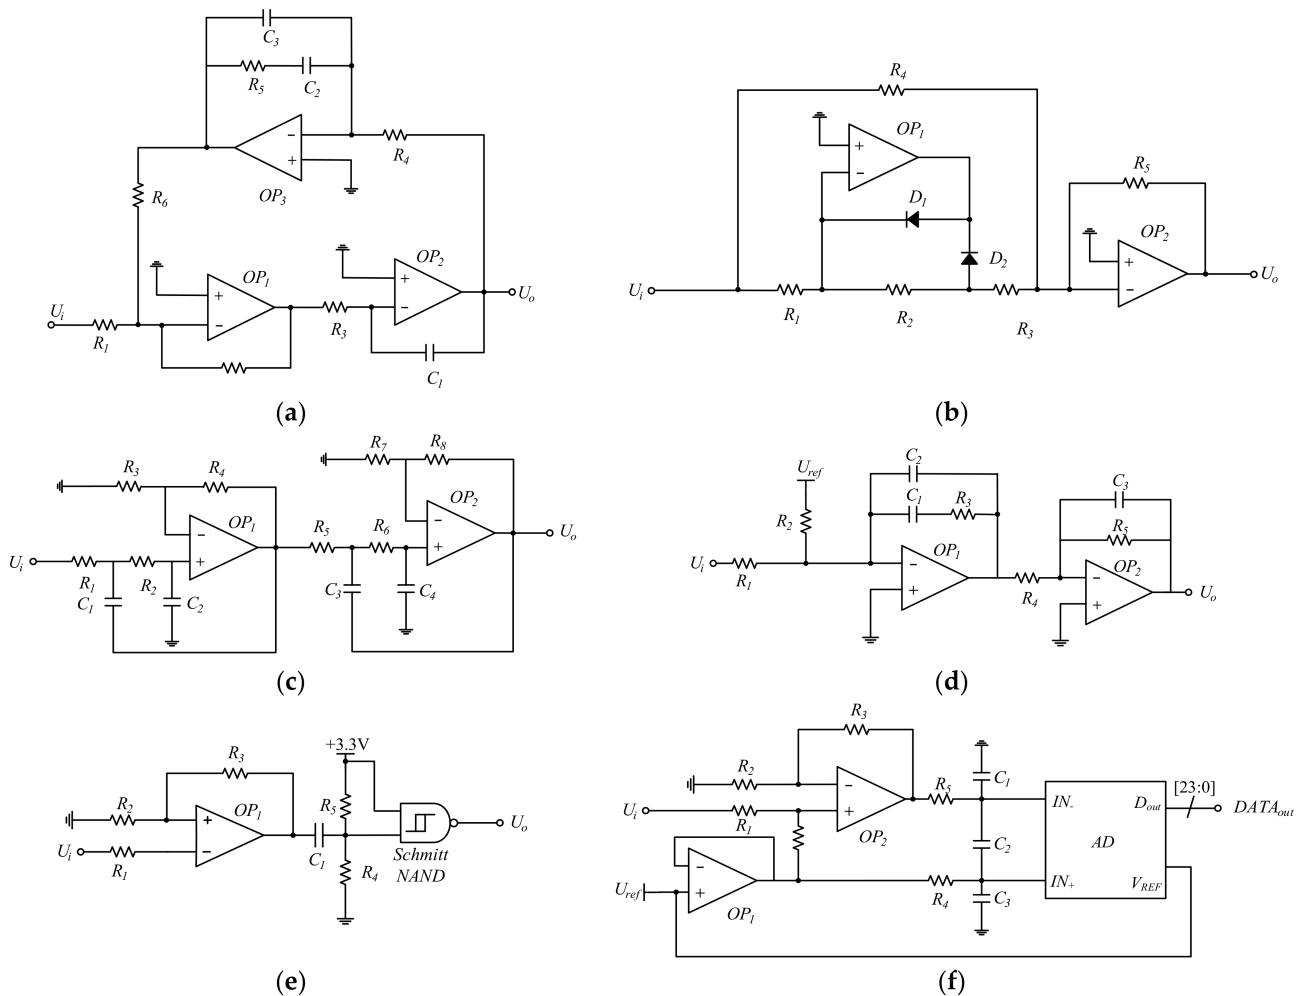 C3
R5 C2
R4
R6
OP3
Ui R1
OP1
R3
OP2
C1
Uo
− + + − + −
(a)
R4
OP1
D1
D2
Ui
R1 R2 R3
R5
OP2
Uo
+ − + −
(b)
R3 R4
OP1
Ui
R1 R2
C1 C2
R7 R8
OP2
R5 R6
C3 C4
Uo
− + − +
(c)
Uref
R2
Ui
R1
C2
C1 R3
OP1
R4
C3
R5
OP2
Uo
− + − +
(d)
R3
R2
OP1
Ui
R1
C1
+3.3V
R5
R4
Schmitt
NAND
Uo
+ −
(e)
R3
R2
Ui
R1
OP2
R5
C1
C2
C3
R4
Uref
OP1
IN-
IN+
AD
Dout
VREF
[23:0]
DATAout
− + − +
(f)